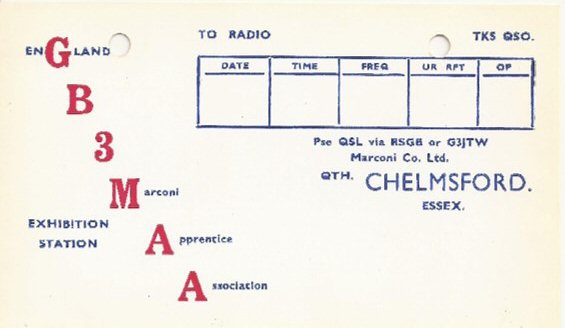 TO RADIO TKS QSO.
ENGLAND
DATE TIME FREQ UR RPT OP
B
3
Pse QSL via RSGB or G3JTW
Marconi Co. Ltd.
QTH. CHELMSFORD.
ESSEX.
Marconi
EXHIBITION
STATION
Apprentice
Association